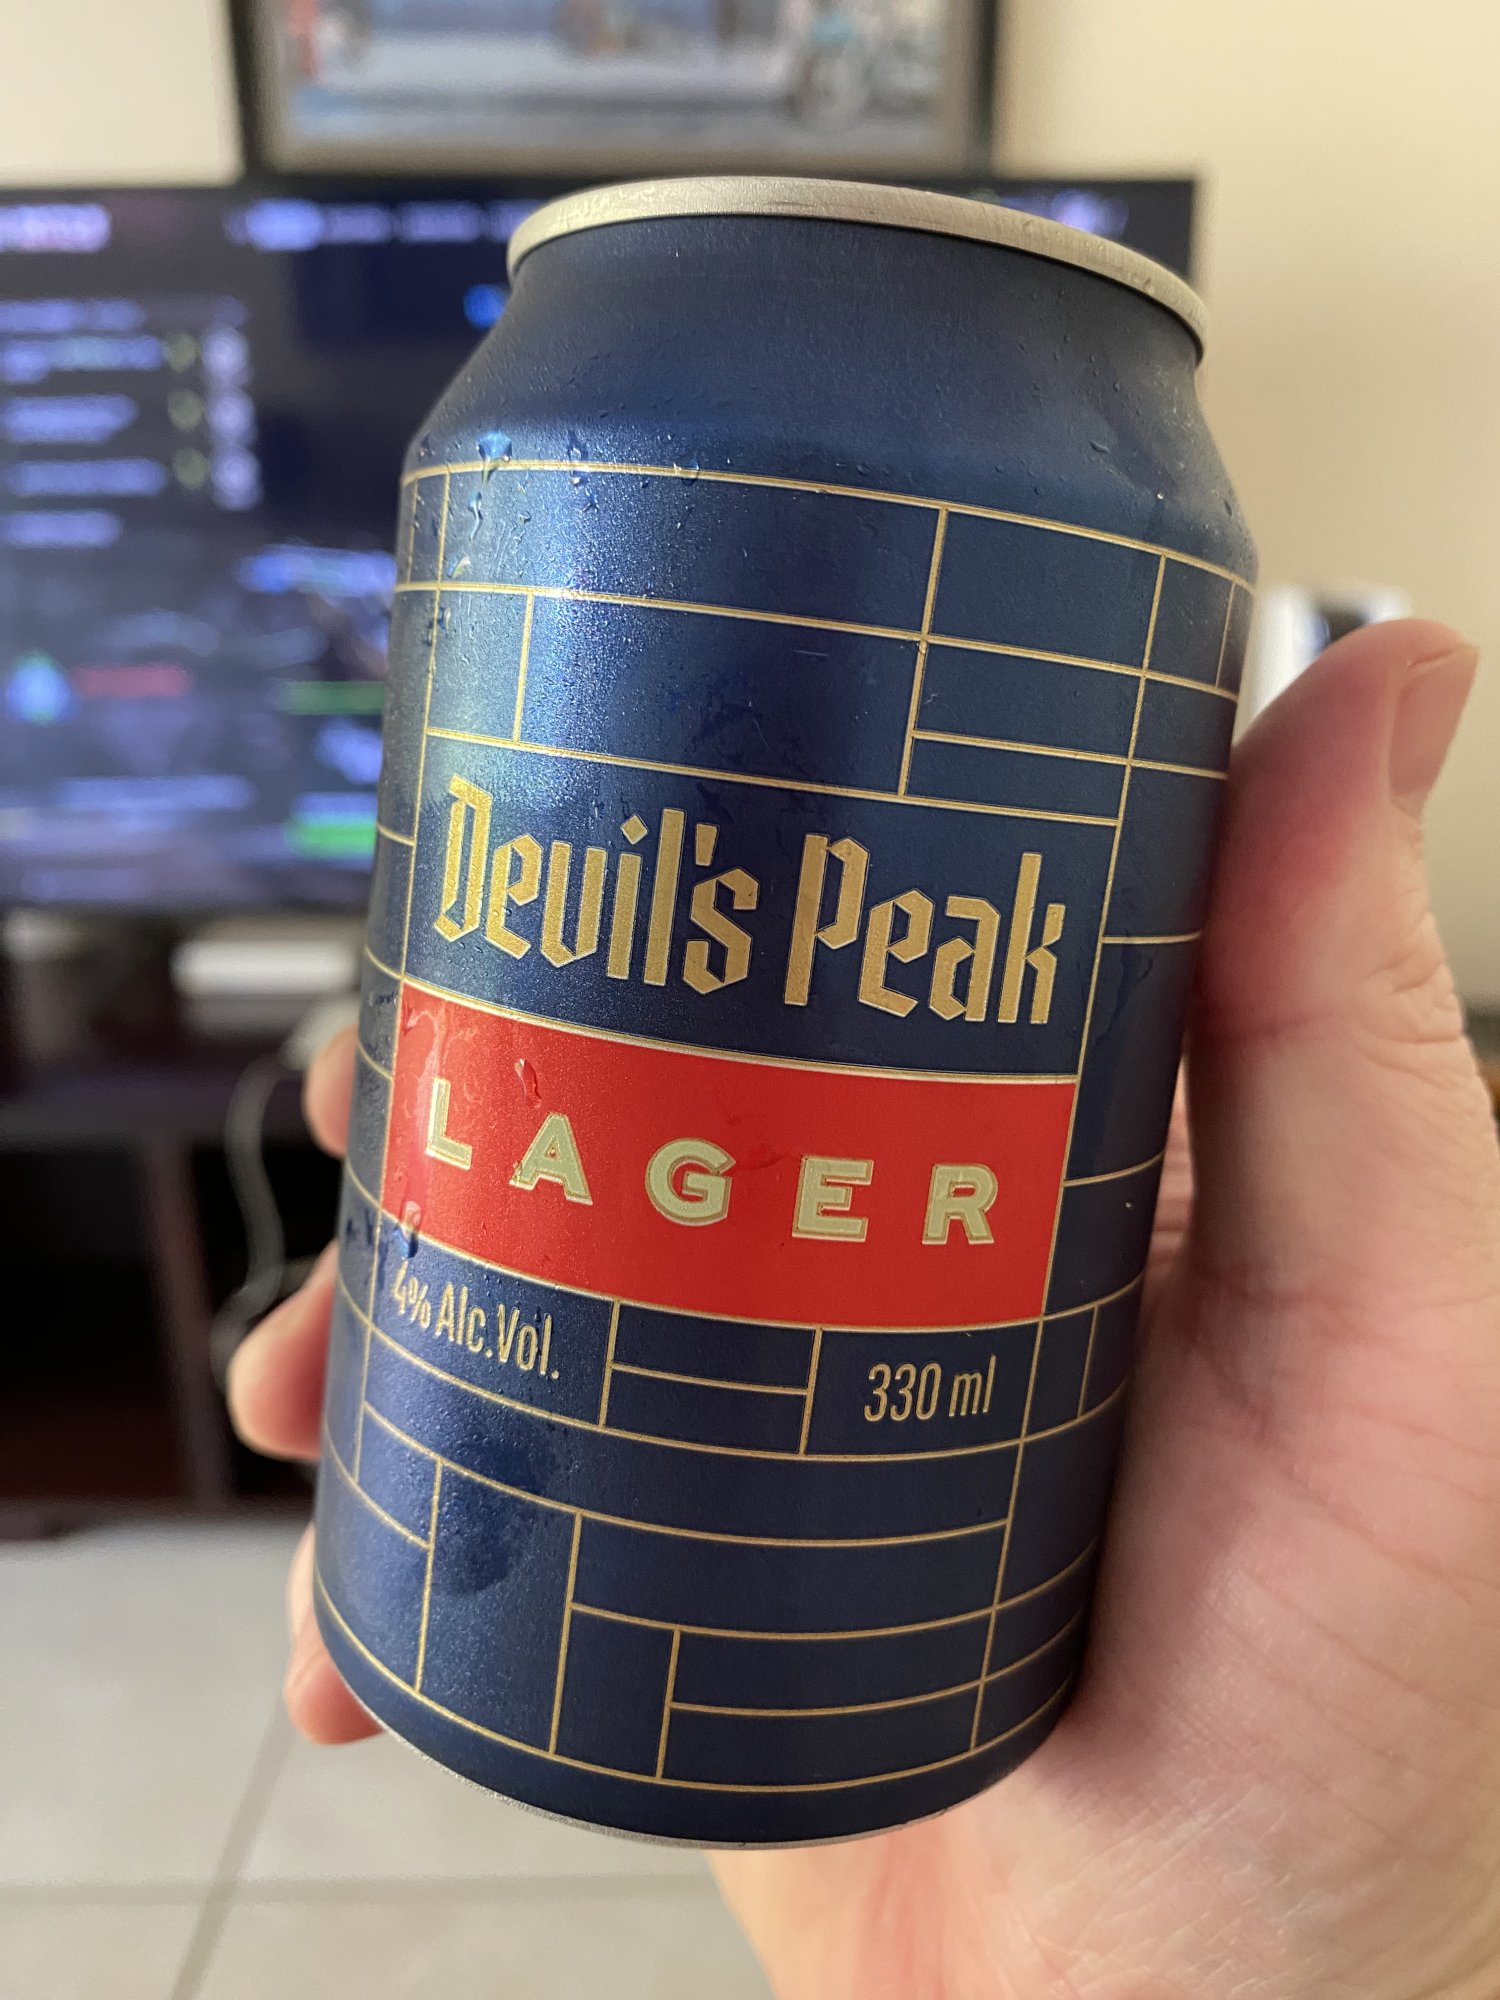 Devil's Peak
LAGER
4% Alc.Vol.
330 ml